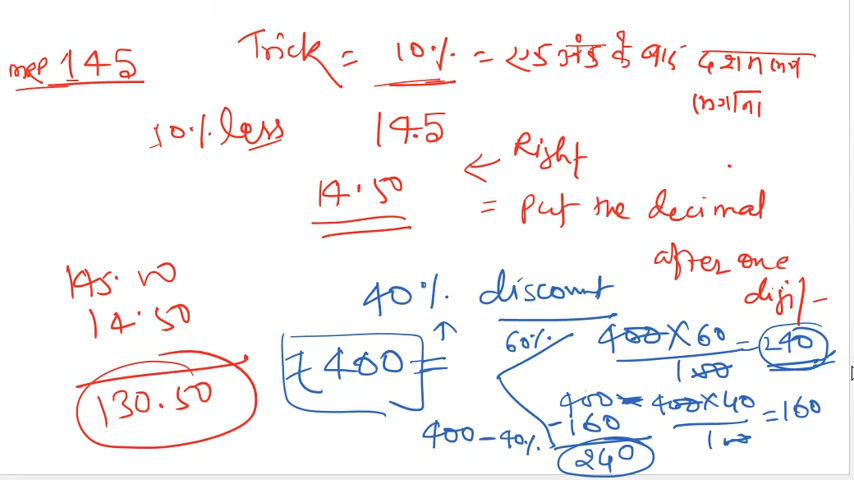 MRP 145
Trick = 10% = एक अंक के बाद दशमलव
लगाना
10% less 14.5
← Right
14.50
= Put the decimal
after one
digit
145.00
14.50
130.50
40% discount
↑
₹400 =
60% 400 × 60 = 240
100
400 - 400 × 40 = 160
100
- 160
400 - 40%
240